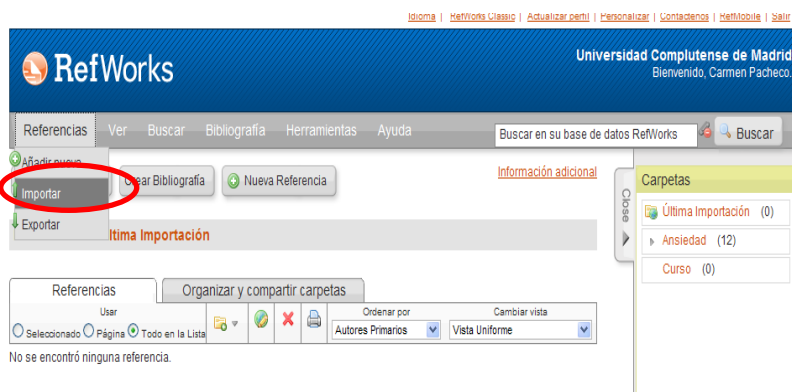 Idioma | RefWorks Classic | Actualizar perfil | Personalizar | Contáctenos | RefMobile | Salir
RefWorks
Universidad Complutense de Madrid
Bienvenido, Carmen Pacheco.
Referencias Ver Buscar Bibliografía Herramientas Ayuda
Buscar en su base de datos RefWorks Buscar
Añadir nueva
Importar
Exportar
Crear Bibliografía Nueva Referencia
Información adicional
Close
Carpetas
Última Importación (0)
Ansiedad (12)
Curso (0)
ltima Importación
Referencias Organizar y compartir carpetas
Usar
Seleccionado Página Todo en la Lista
Ordenar por
Autores Primarios
Cambiar vista
Vista Uniforme
No se encontró ninguna referencia.